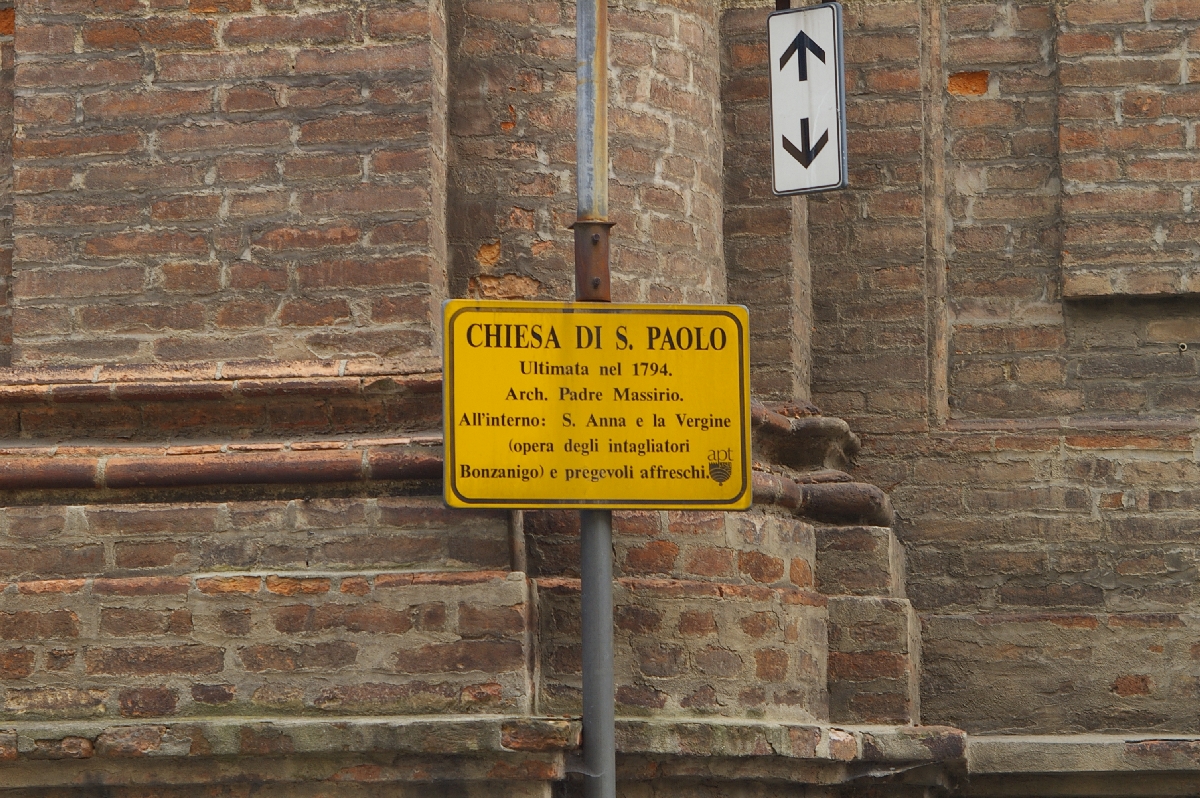 CHIESA DI S. PAOLO
Ultimata nel 1794.
Arch. Padre Massirio.
All'interno: S. Anna e la Vergine
(opera degli intagliatori
Bonzanigo) e pregevoli affreschi.
apt